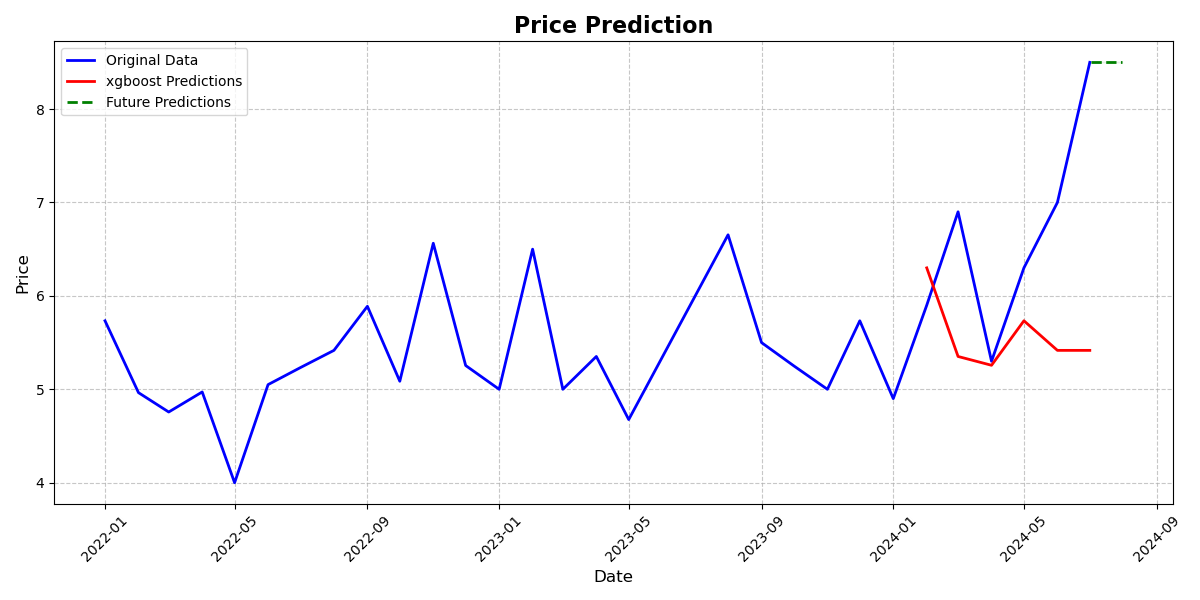 Price Prediction
Original Data
xgboost Predictions
Future Predictions
8
7
6
5
4
Price
2022-01
2022-05
2022-09
2023-01
2023-05
2023-09
2024-01
2024-05
2024-09
Date